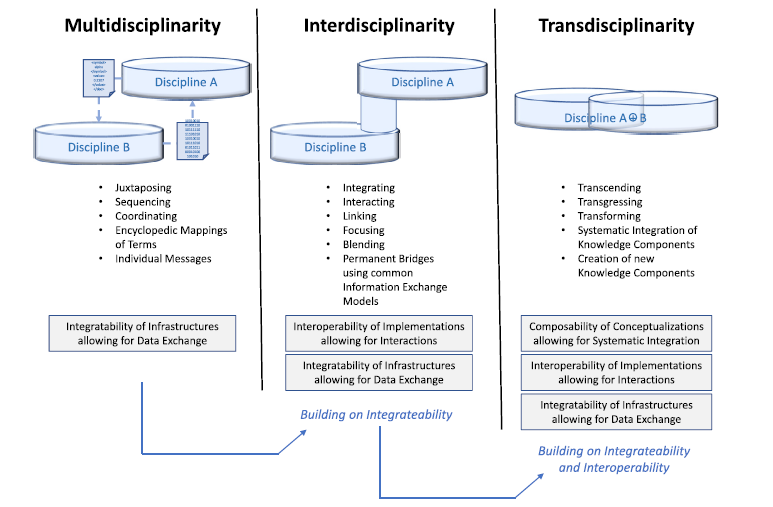 Multidisciplinarity
Discipline A
Discipline B
• Juxtaposing
• Sequencing
• Coordinating
• Encyclopedic Mappings
of Terms
• Individual Messages
Integratability of Infrastructures
allowing for Data Exchange
Interdisciplinarity
Discipline A
Discipline B
• Integrating
• Interacting
• Linking
• Focusing
• Blending
• Permanent Bridges
using common
Information Exchange
Models
Interoperability of Implementations
allowing for Interactions
Integratability of Infrastructures
allowing for Data Exchange
Building on Integrateability
Transdisciplinarity
Discipline A⊕B
• Transcending
• Transgressing
• Transforming
• Systematic Integration of
Knowledge Components
• Creation of new
Knowledge Components
Composability of Conceptualizations
allowing for Systematic Integration
Interoperability of Implementations
allowing for Interactions
Integratability of Infrastructures
allowing for Data Exchange
Building on Integrateability
and Interoperability